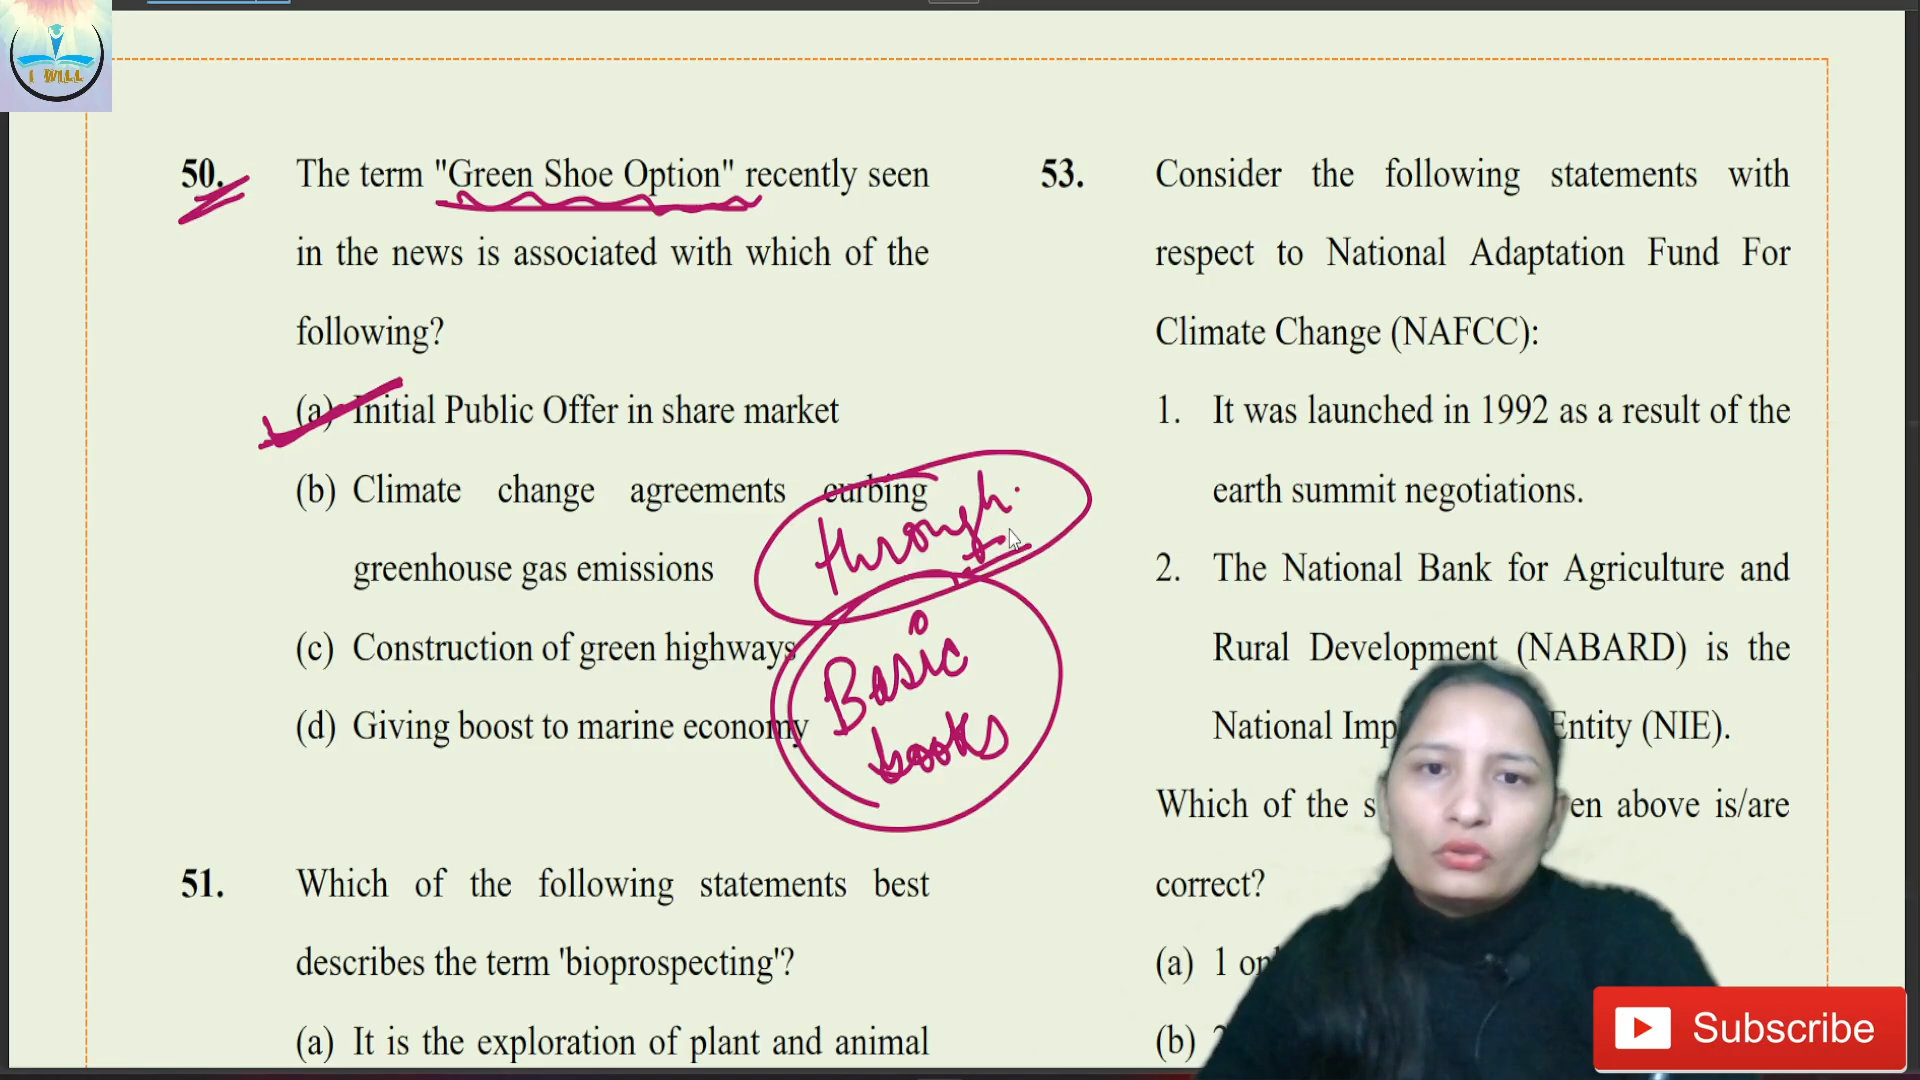 I WILL
50. The term "Green Shoe Option" recently seen
in the news is associated with which of the
following?
(a) Initial Public Offer in share market
(b) Climate change agreements curbing
greenhouse gas emissions
(c) Construction of green highways
(d) Giving boost to marine economy
through
Basic
books
51. Which of the following statements best
describes the term 'bioprospecting'?
(a) It is the exploration of plant and animal
53. Consider the following statements with
respect to National Adaptation Fund For
Climate Change (NAFCC):
1. It was launched in 1992 as a result of the
earth summit negotiations.
2. The National Bank for Agriculture and
Rural Development (NABARD) is the
National Entity (NIE).
Which of the above is/are
correct?
(a) 1
(b)
Subscribe